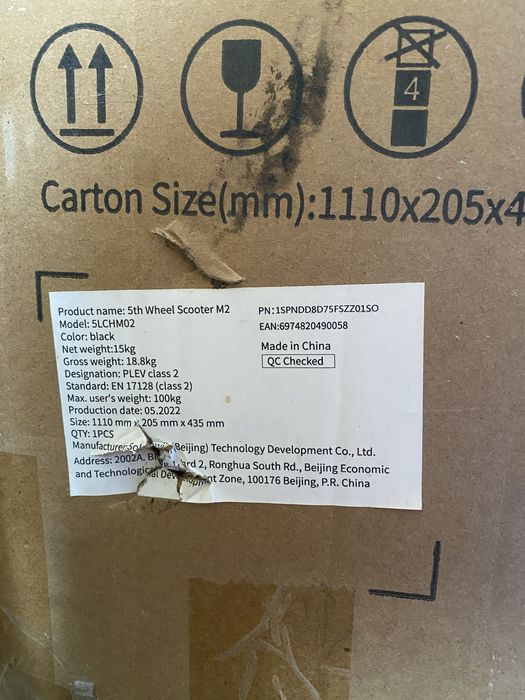 4
Carton Size(mm):1110x205x4
Product name: 5th Wheel Scooter M2
Model: 5LCHM02
Color: black
Net weight:15kg
Gross weight: 18.8kg
Designation: PLEV class 2
Standard: EN 17128 (class 2)
Max. user's weight: 100kg
Production date: 05.2022
Size: 1110 mm x 205 mm x 435 mm
QTY: 1PCS
Manufacturer: (Beijing) Technology Development Co., Ltd.
Address: 2002A, 2, Ronghua South Rd., Beijing Economic
and Technological Zone, 100176 Beijing, P.R. China
PN:1SPNDD8D75FSZZ01SO
EAN:6974820490058
Made in China
QC Checked